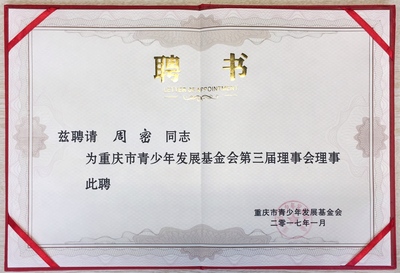 聘书
兹聘请 周密 同志
为重庆市青少年发展基金会第三届理事会理事
此聘
重庆市青少年发展基金会
二零一七年一月